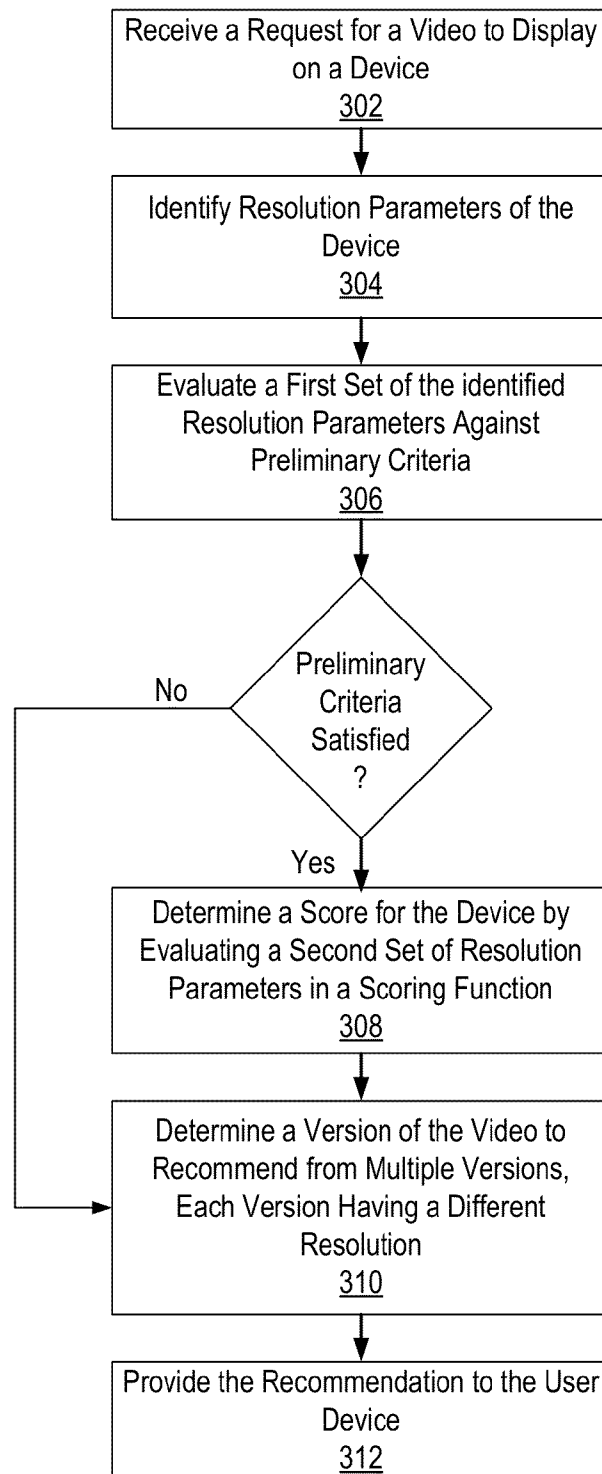 Receive a Request for a Video to Display
on a Device
302
Identify Resolution Parameters of the
Device
304
Evaluate a First Set of the identified
Resolution Parameters Against
Preliminary Criteria
306
Preliminary
Criteria
Satisfied
?
No
Yes
Determine a Score for the Device by
Evaluating a Second Set of Resolution
Parameters in a Scoring Function
308
Determine a Version of the Video to
Recommend from Multiple Versions,
Each Version Having a Different
Resolution
310
Provide the Recommendation to the User
Device
312